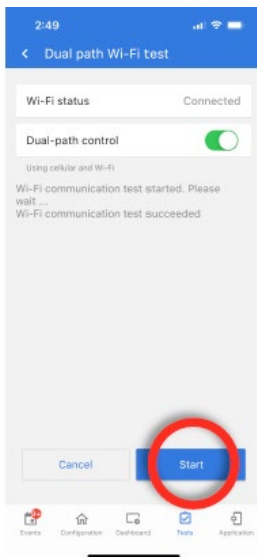 2:49
Dual path Wi-Fi test
Wi-Fi status Connected
Dual-path control
Using cellular and Wi-Fi
Wi-Fi communication test started. Please
wait ...
Wi-Fi communication test succeeded
Cancel Start
Events Configuration Dashboard Tests Application